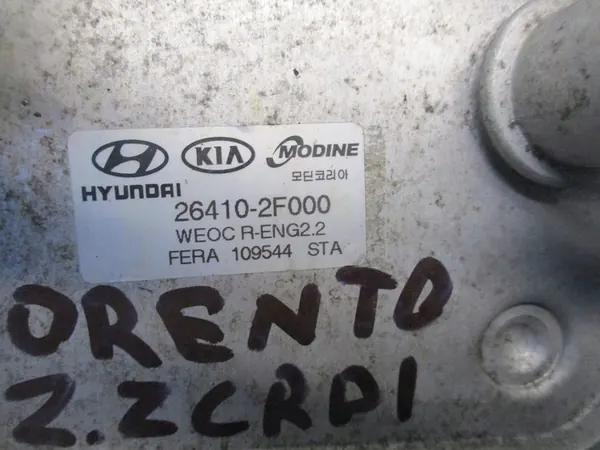 KIA MODINE
HYUNDAI 모딘코리아
26410-2F000
WEOC R-ENG2.2
FERA 109544 STA
ORENTO
2.2CRDI